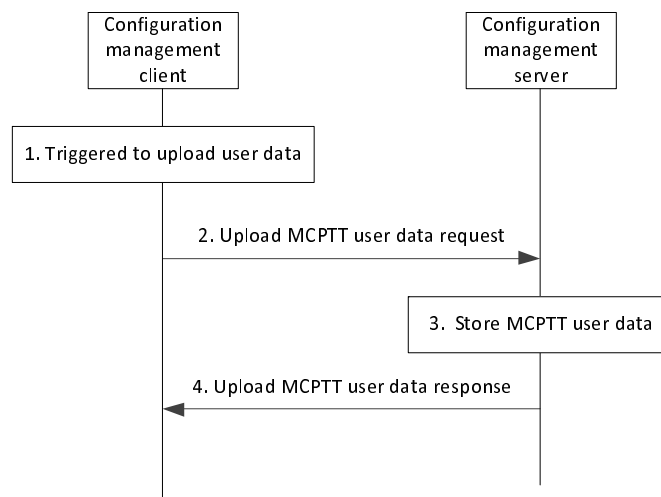 Configuration
management
client
Configuration
management
server
1. Triggered to upload user data
2. Upload MCPTT user data request
3. Store MCPTT user data
4. Upload MCPTT user data response